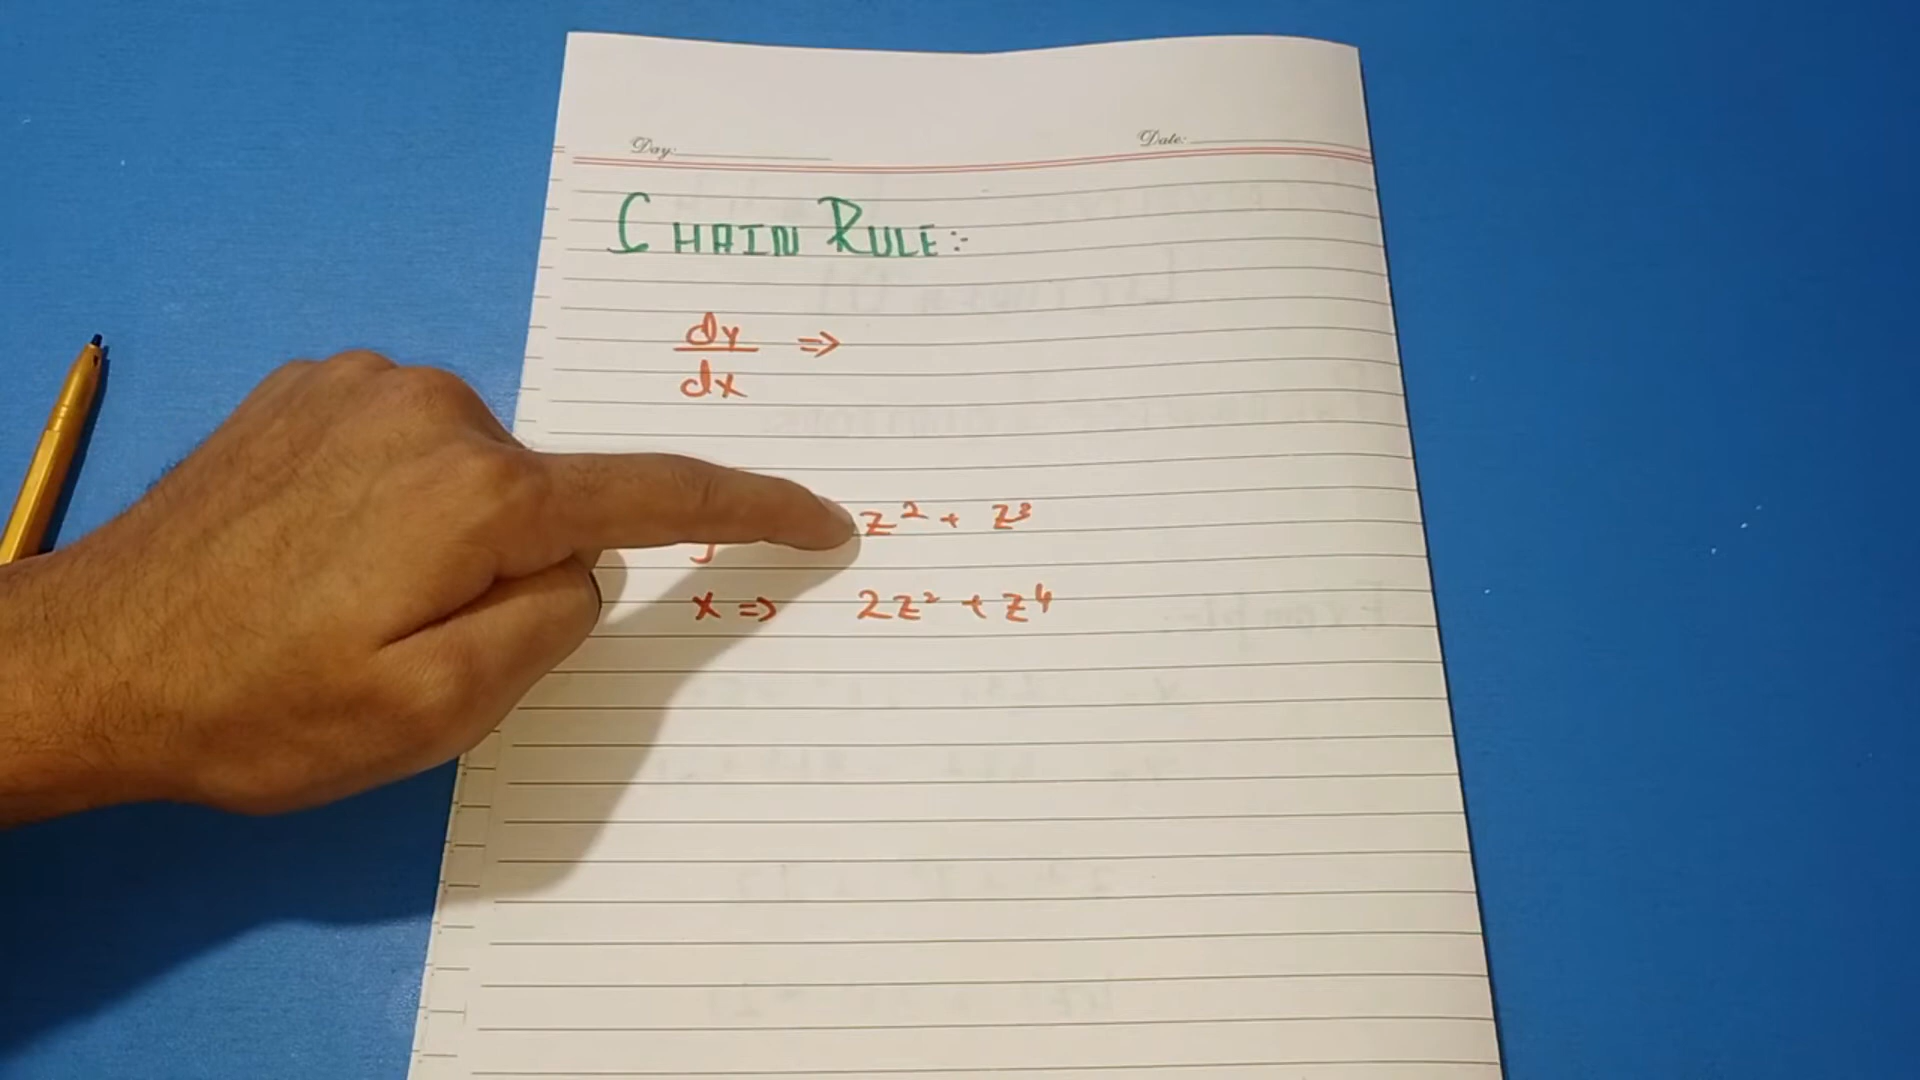 Day: Date:
CHAIN RULE:-
dy
dx ⇒
z² + z³
x ⇒ 2z² + z⁴